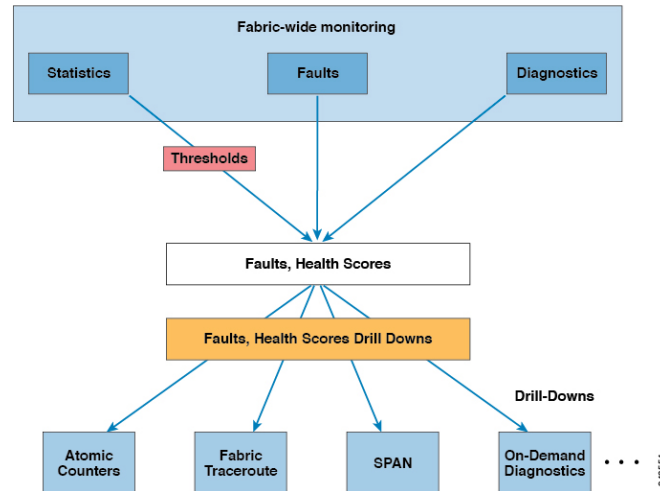 Fabric-wide monitoring
Statistics
Faults
Diagnostics
Thresholds
Faults, Health Scores
Faults, Health Scores Drill Downs
Drill-Downs
Atomic
Counters
Fabric
Traceroute
SPAN
On-Demand
Diagnostics
• • •